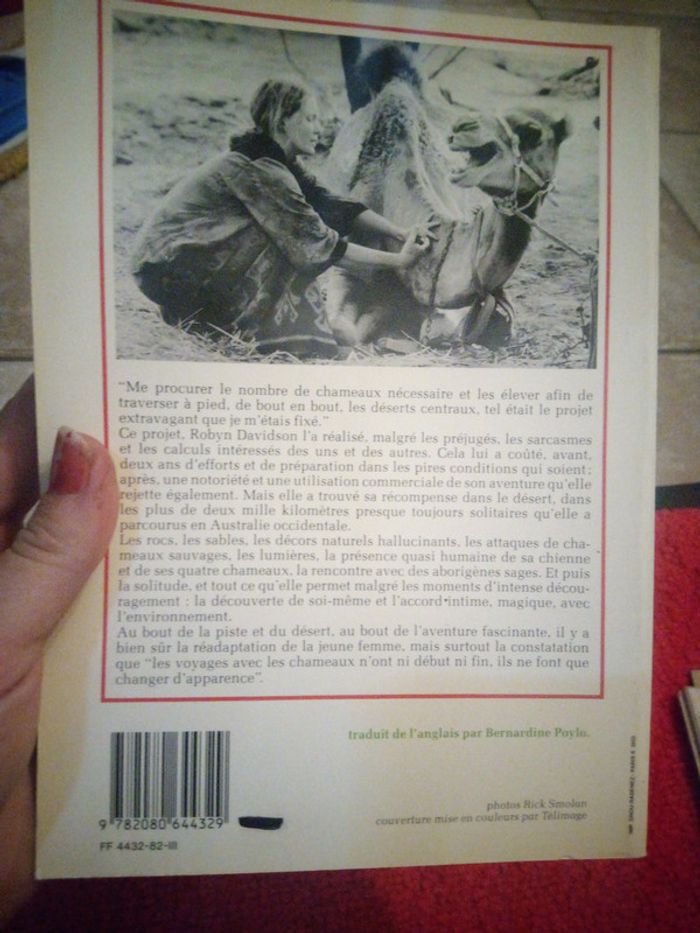 "Me procurer le nombre de chameaux nécessaire et les élever afin de
traverser à pied, de bout en bout, les déserts centraux, tel était le projet
extravagant que je m'étais fixé."
Ce projet, Robyn Davidson l'a réalisé, malgré les préjugés, les sarcasmes
et les calculs intéressés des uns et des autres. Cela lui a coûté, avant,
deux ans d'efforts et de préparation dans les pires conditions qui soient;
après, une notoriété et une utilisation commerciale de son aventure qu'elle
rejette également. Mais elle a trouvé sa récompense dans le désert, dans
les plus de deux mille kilomètres presque toujours solitaires qu'elle a
parcourus en Australie occidentale.
Les rocs, les sables, les décors naturels hallucinants, les attaques de cha-
meaux sauvages, les lumières, la présence quasi humaine de sa chienne
et de ses quatre chameaux, la rencontre avec des aborigènes sages. Et puis
la solitude, et tout ce qu'elle permet malgré les moments d'intense décou-
ragement : la découverte de soi-même et l'accord intime, magique, avec
l'environnement.
Au bout de la piste et du désert, au bout de l'aventure fascinante, il y a
bien sûr la réadaptation de la jeune femme, mais surtout la constatation
que "les voyages avec les chameaux n'ont ni début ni fin, ils ne font que
changer d'apparence".
traduit de l'anglais par Bernardine Poylo.
photos Rick Smolan
couverture mise en couleurs par Télimage
9 782080 644329
FF 4432-82-III